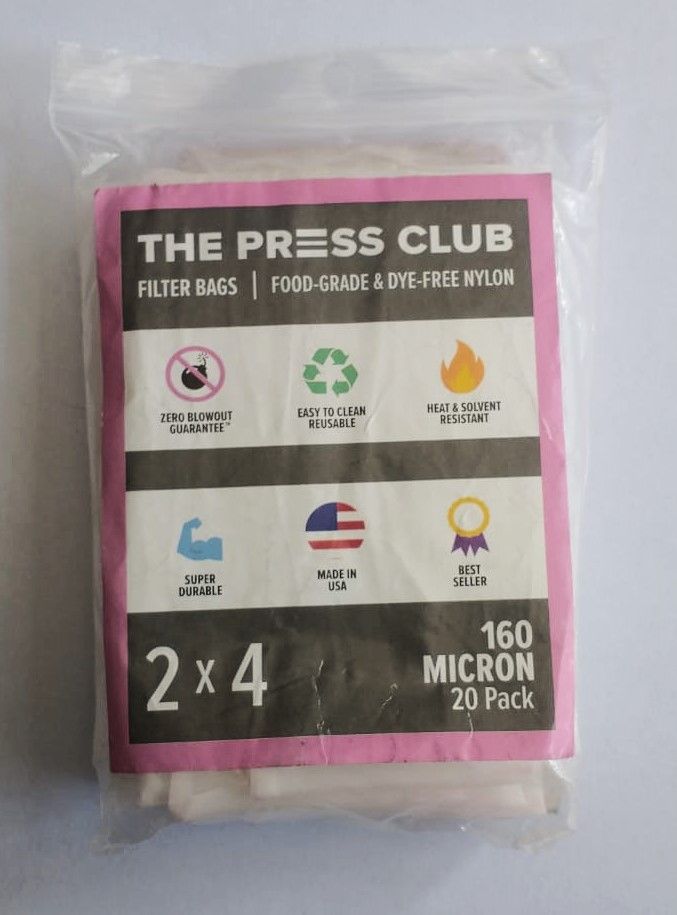 THE PRESS CLUB
FILTER BAGS | FOOD-GRADE & DYE-FREE NYLON
ZERO BLOWOUT
GUARANTEE™
EASY TO CLEAN
REUSABLE
HEAT & SOLVENT
RESISTANT
SUPER
DURABLE
MADE IN
USA
BEST
SELLER
2 x 4
160
MICRON
20 Pack